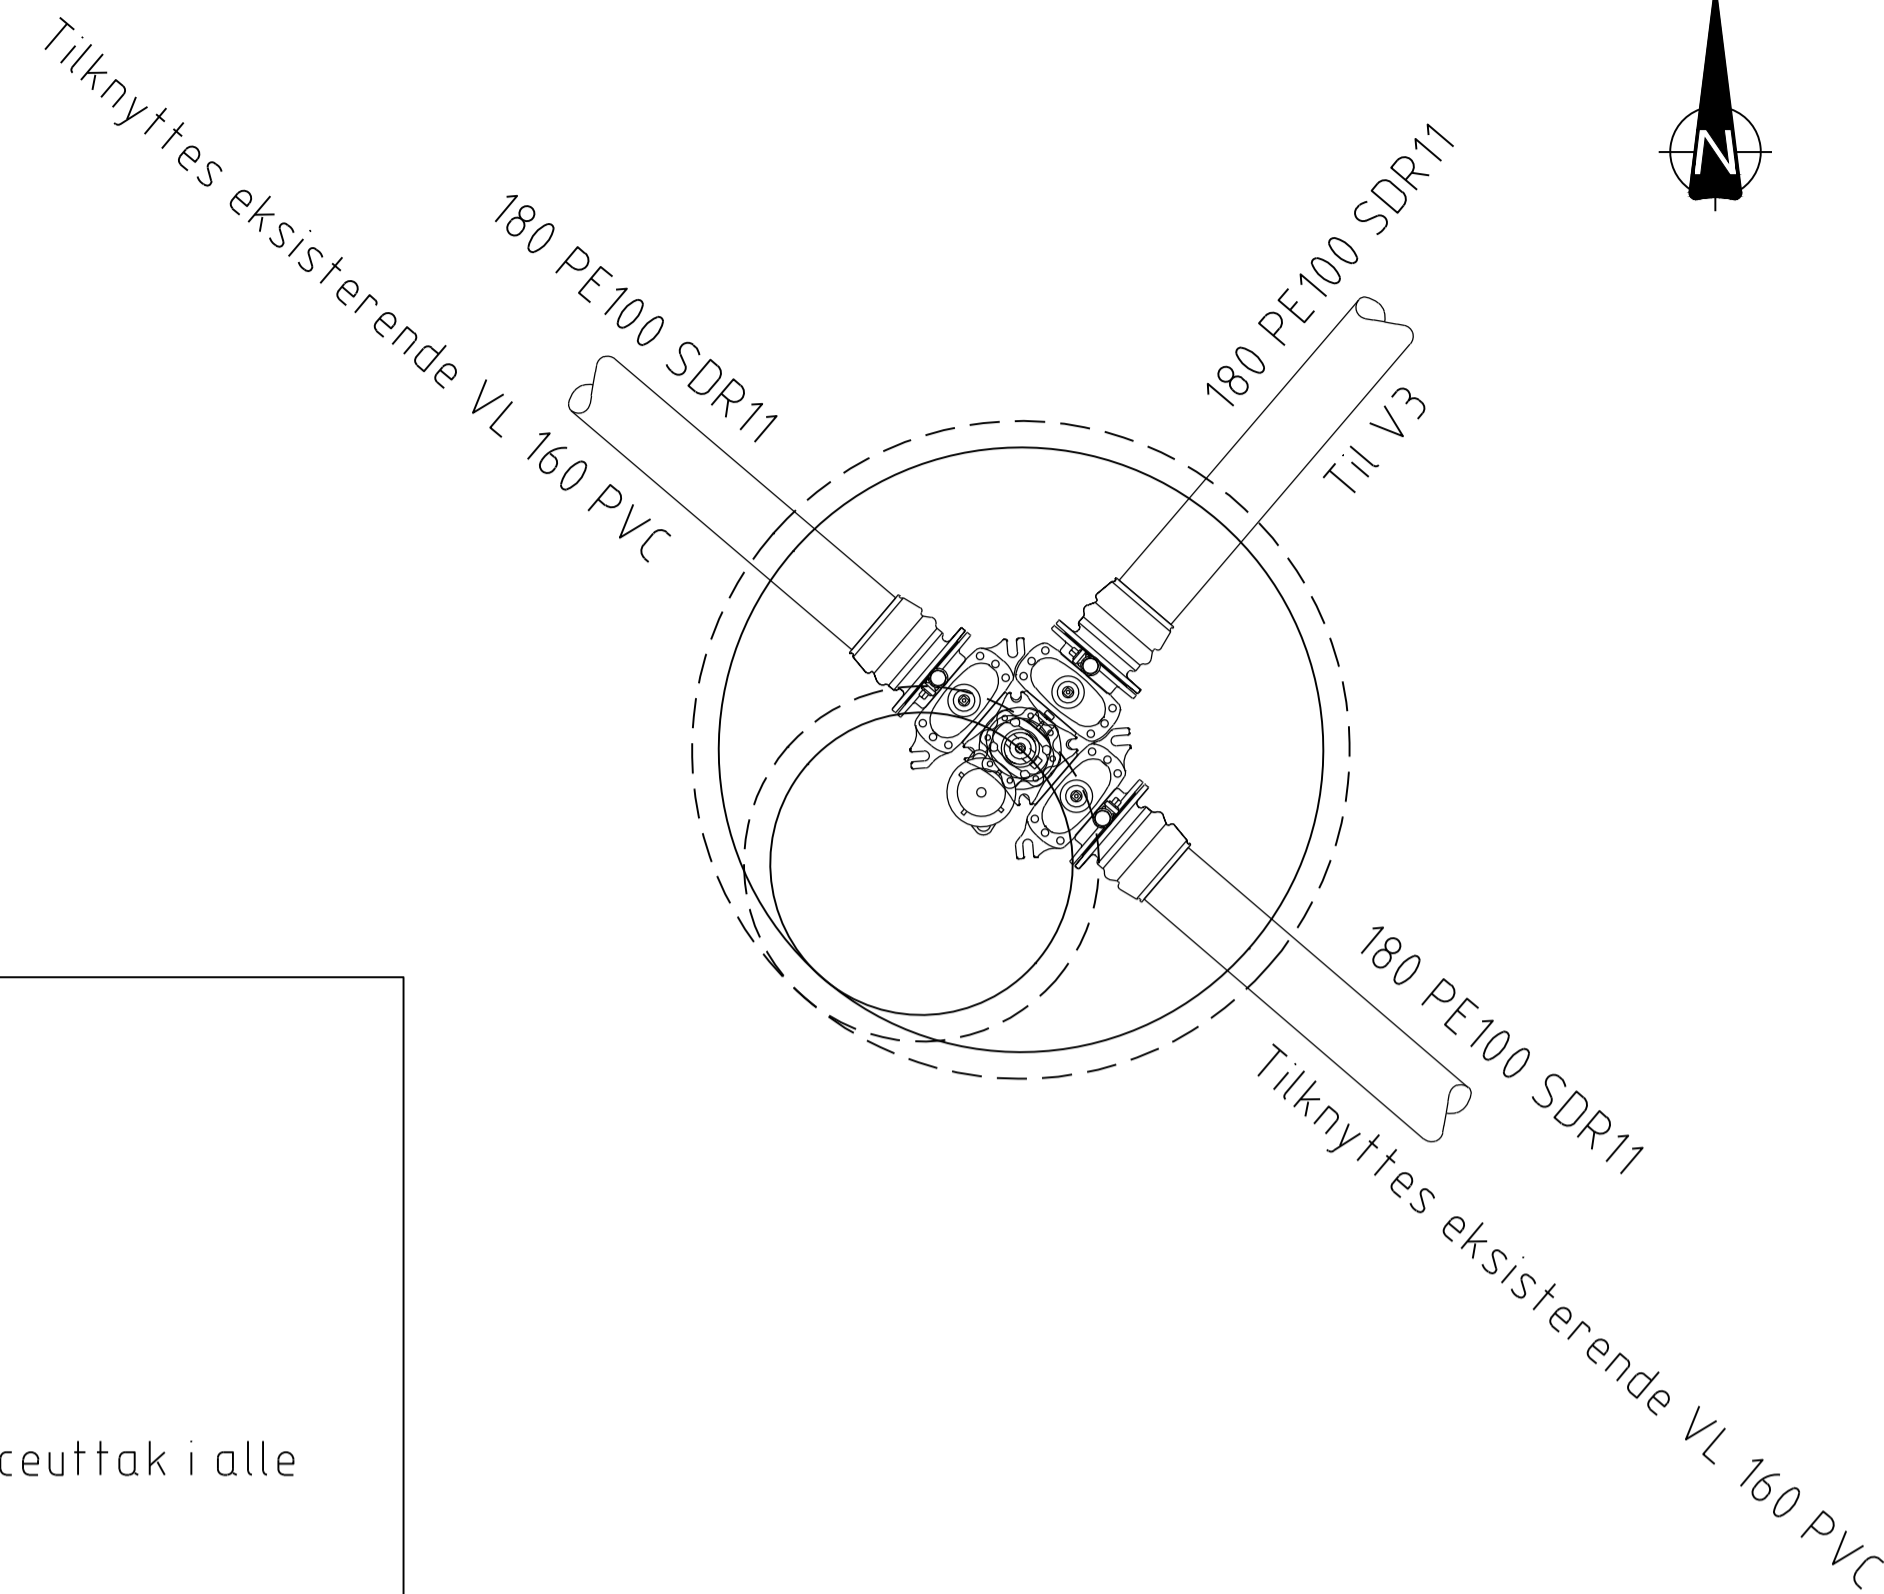 Tilknyttes eksisterende VL 160 PVC
180 PE100 SDR11
180 PE100 SDR11
Til V3
N
180 PE100 SDR11
Tilknyttes eksisterende VL 160 PVC
ceuttak i alle